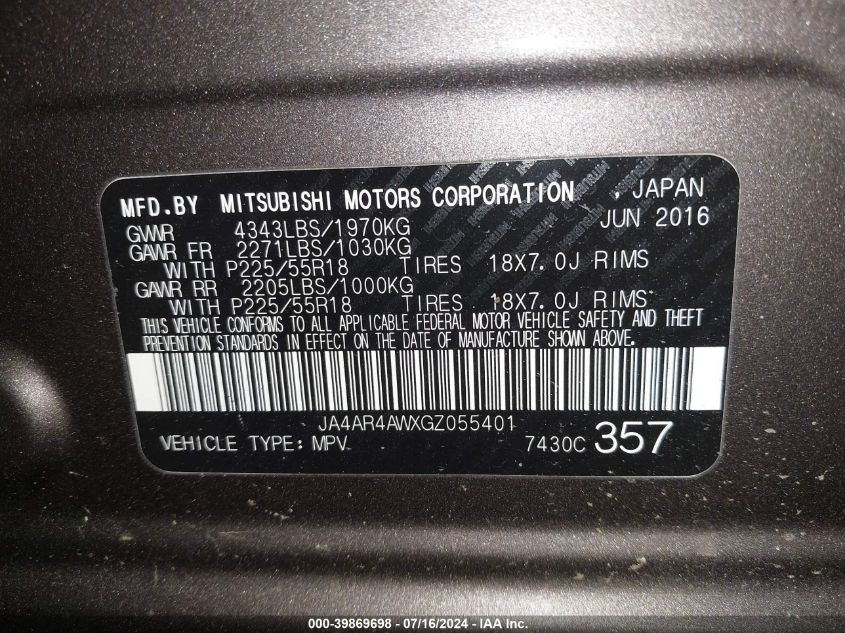 MFD.BY MITSUBISHI MOTORS CORPORATION , JAPAN
GVWR 4343LBS/1970KG JUN 2016
GAWR FR 2271LBS/1030KG
WITH P225/55R18 TIRES 18X7.0J RIMS
GAWR RR 2205LBS/1000KG
WITH P225/55R18 TIRES 18X7.0J RIMS
THIS VEHICLE CONFORMS TO ALL APPLICABLE FEDERAL MOTOR VEHICLE SAFETY AND THEFT
PREVENTION STANDARDS IN EFFECT ON THE DATE OF MANUFACTURE SHOWN ABOVE.
JA4AR4AWXGZ055401
VEHICLE TYPE: MPV 7430C 357
000-39869698 - 07/16/2024 - IAA Inc.